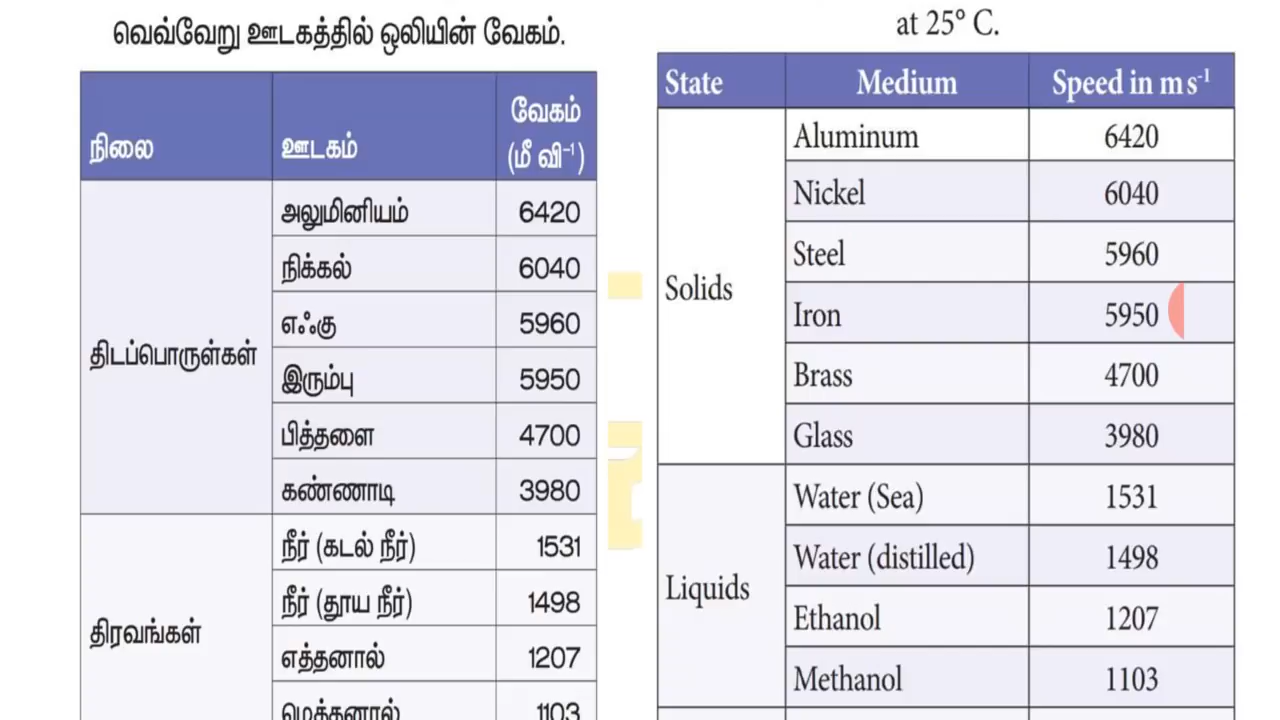 வெவ்வேறு ஊடகத்தில் ஒலியின் வேகம்.
நிலை ஊடகம் வேகம் (மீ வி⁻¹)
திடப்பொருள்கள்
அலுமினியம் 6420
நிக்கல் 6040
எஃகு 5960
இரும்பு 5950
பித்தளை 4700
கண்ணாடி 3980
திரவங்கள்
நீர் (கடல் நீர்) 1531
நீர் (தூய நீர்) 1498
எத்தனால் 1207
மெத்தனால் 1103
at 25° C.
State Medium Speed in m s⁻¹
Solids
Aluminum 6420
Nickel 6040
Steel 5960
Iron 5950
Brass 4700
Glass 3980
Liquids
Water (Sea) 1531
Water (distilled) 1498
Ethanol 1207
Methanol 1103